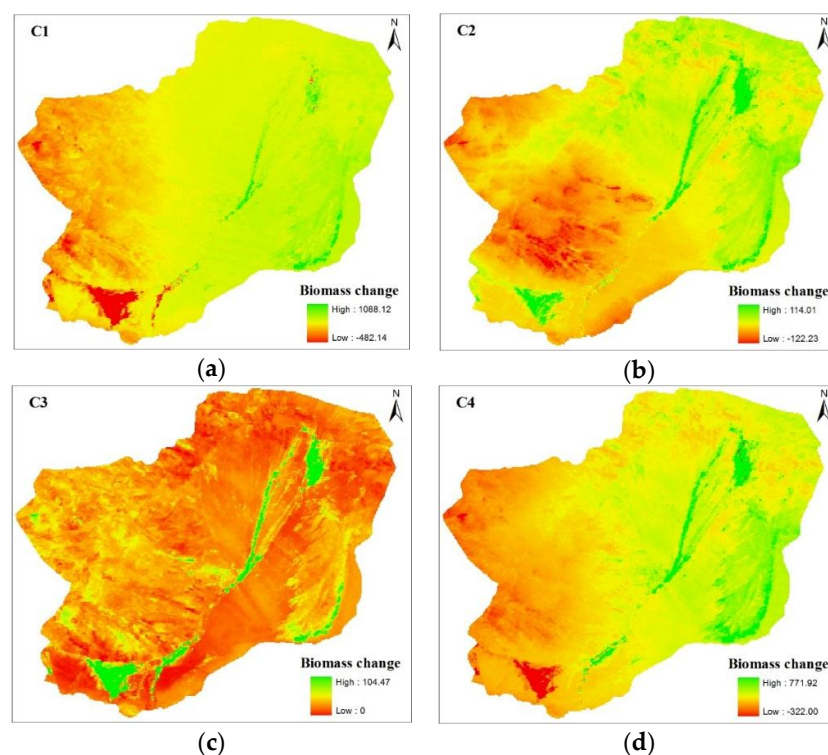 C1
N
Biomass change
High : 1088.12
Low : -482.14
(a)
C2
N
Biomass change
High : 114.01
Low : -122.23
(b)
C3
N
Biomass change
High : 104.47
Low : 0
(c)
C4
N
Biomass change
High : 771.92
Low : -322.00
(d)